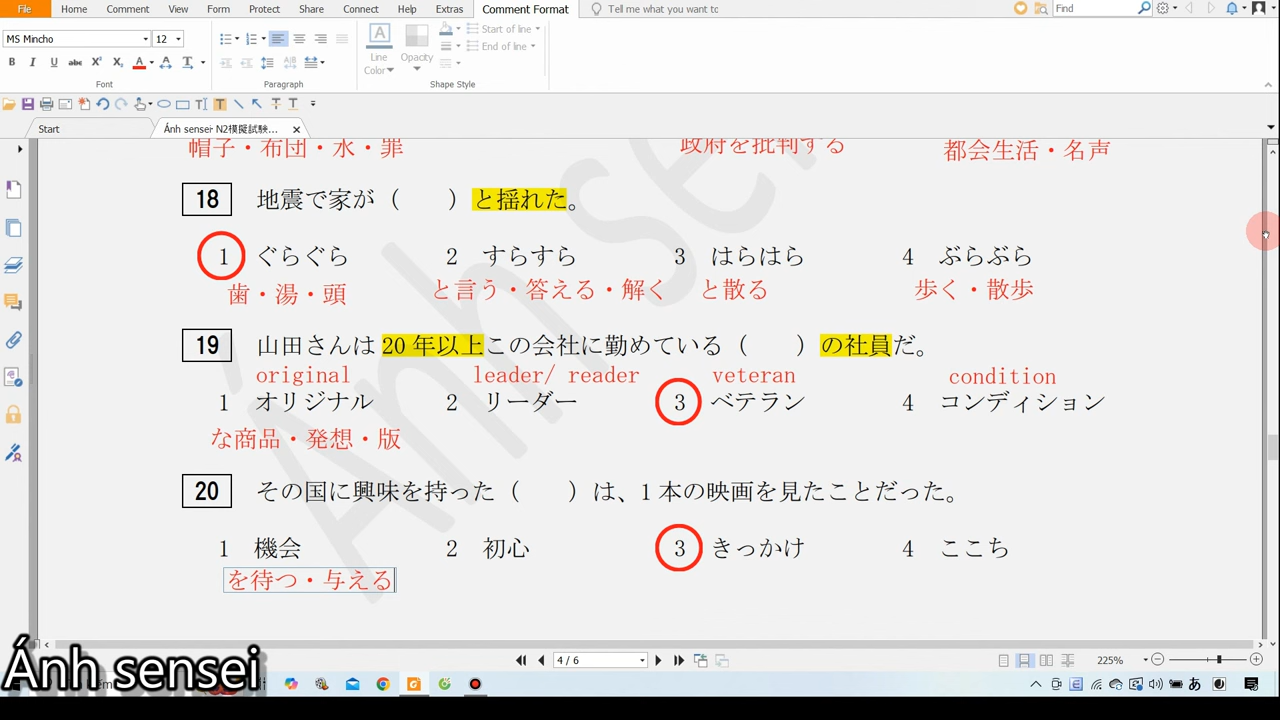 File Home Comment View Form Protect Share Connect Help Extras Comment Format Tell me what you want to Find
MS Mincho 12 Start of line
End of line
Line Color Opacity
B I U abc X² X₂ A T
Font Paragraph Shape Style
Start Ánh sensei N2模擬試験...
帽子・布団・水・罪 政府を批判する 都会生活・名声
18 地震で家が（　　）と揺れた。
1 ぐらぐら 2 すらすら 3 はらはら 4 ぶらぶら
歯・湯・頭 と言う・答える・解く と散る 歩く・散歩
19 山田さんは20年以上この会社に勤めている（　　）の社員だ。
original leader/ reader veteran condition
1 オリジナル 2 リーダー 3 ベテラン 4 コンディション
な商品・発想・版
20 その国に興味を持った（　　）は、1本の映画を見たことだった。
1 機会 2 初心 3 きっかけ 4 ここち
を待つ・与える
4 / 6 225%
Ánh sensei
Ánh sensei